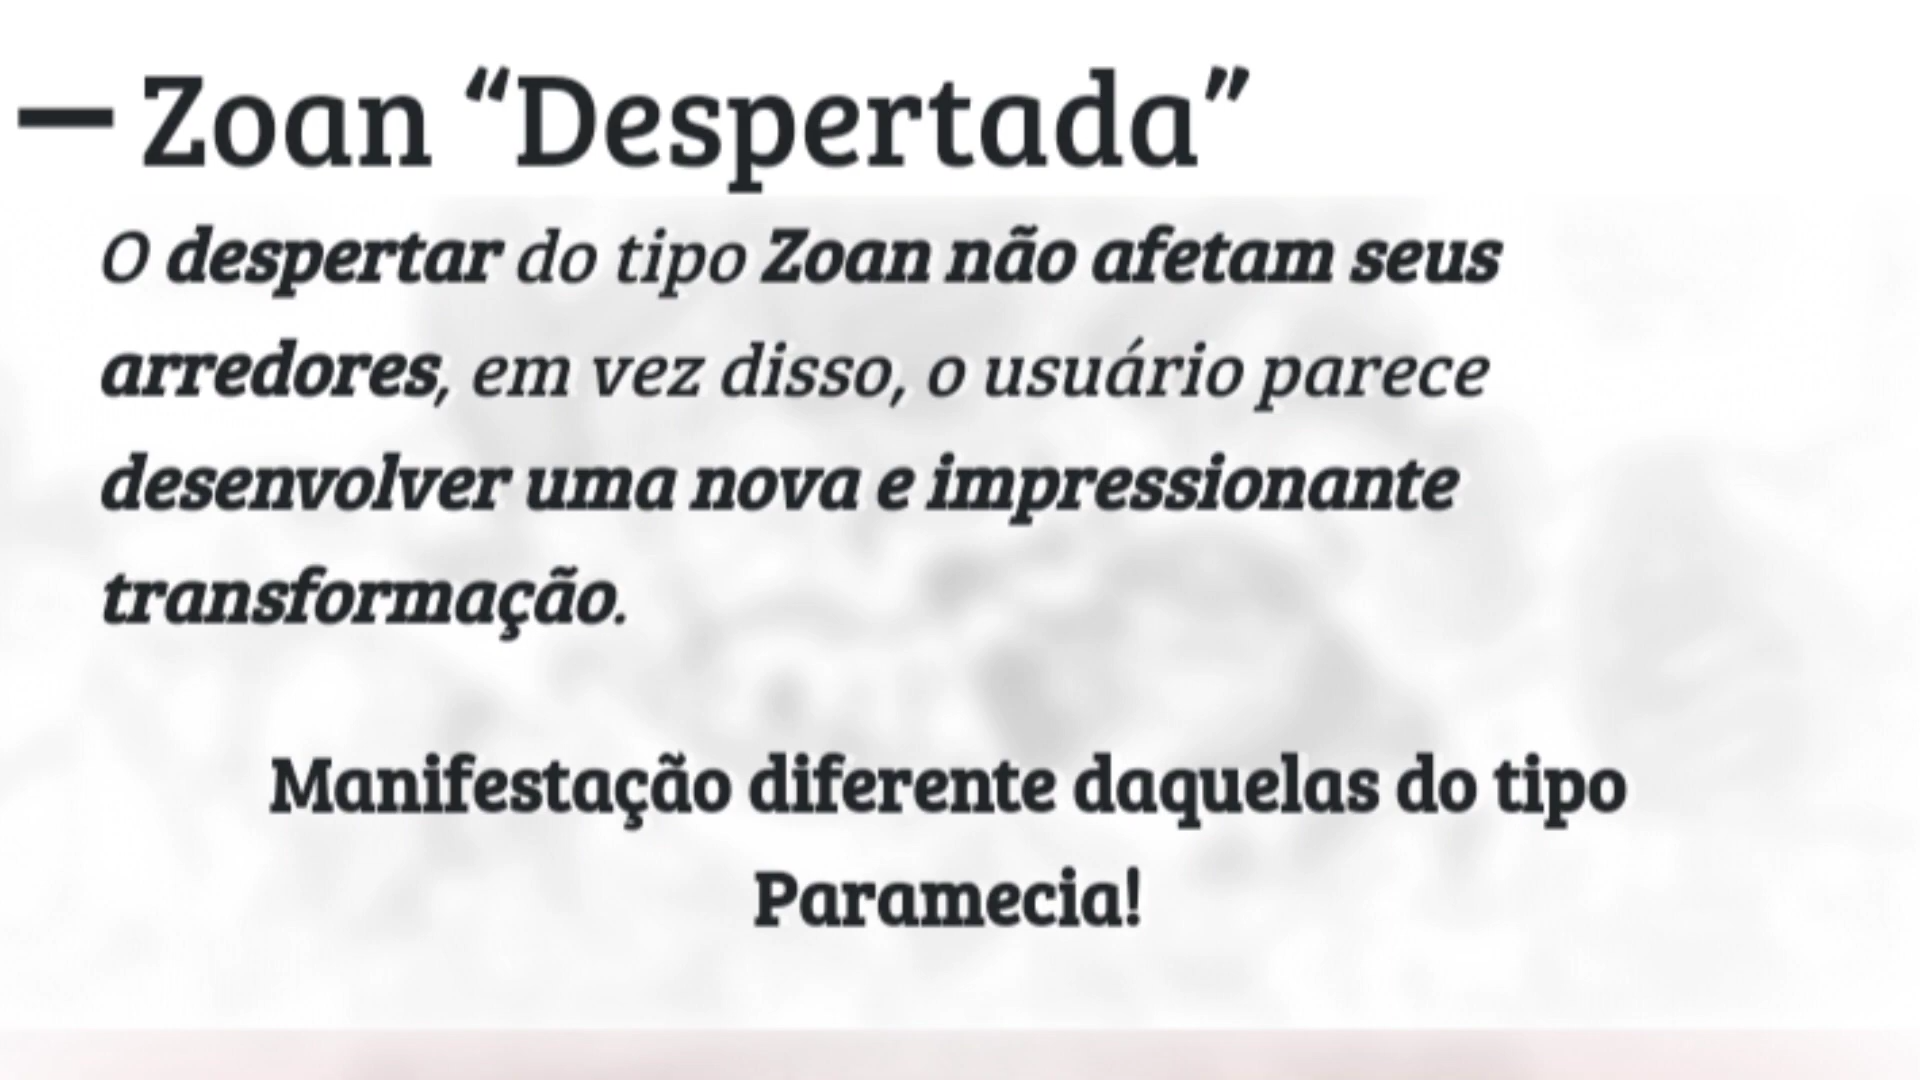 — Zoan “Despertada”
O despertar do tipo Zoan não afetam seus
arredores, em vez disso, o usuário parece
desenvolver uma nova e impressionante
transformação.
Manifestação diferente daquelas do tipo
Paramecia!